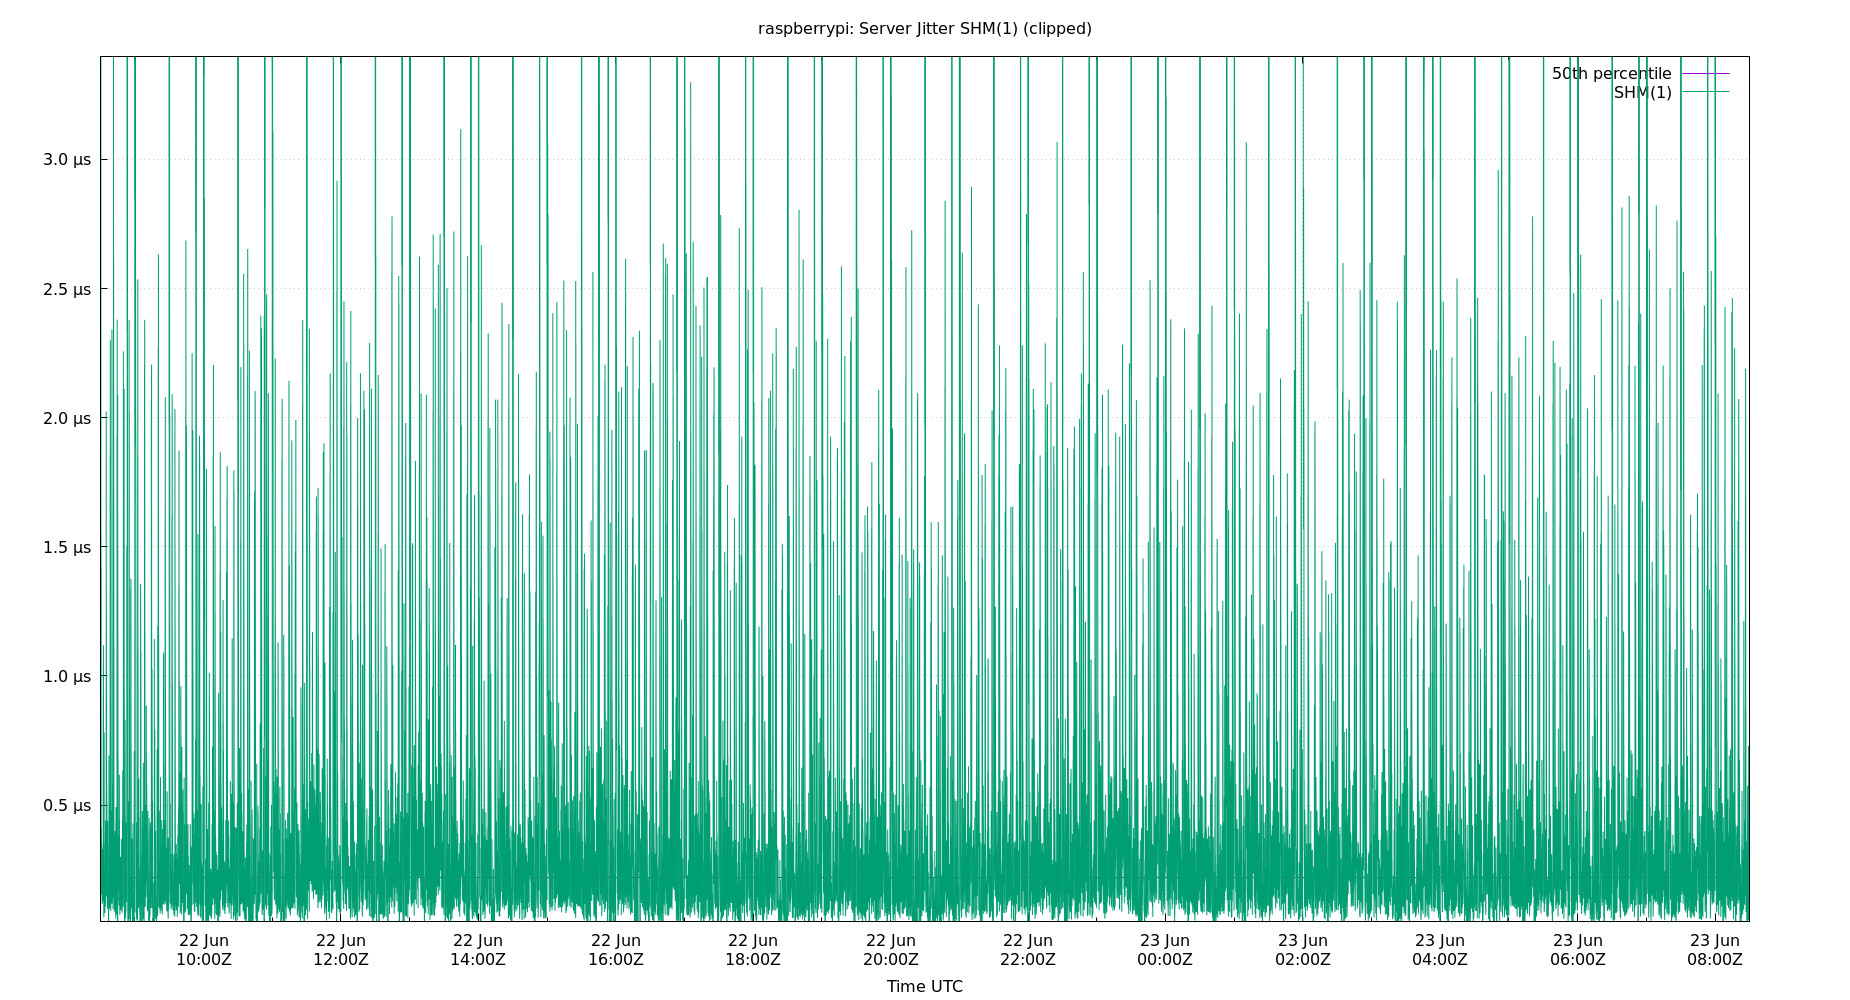 raspberrypi: Server Jitter SHM(1) (clipped)
50th percentile
SHM(1)
3.0 µs
2.5 µs
2.0 µs
1.5 µs
1.0 µs
0.5 µs
22 Jun 22 Jun 22 Jun 22 Jun 22 Jun 22 Jun 22 Jun 23 Jun 23 Jun 23 Jun 23 Jun 23 Jun
10:00Z 12:00Z 14:00Z 16:00Z 18:00Z 20:00Z 22:00Z 00:00Z 02:00Z 04:00Z 06:00Z 08:00Z
Time UTC